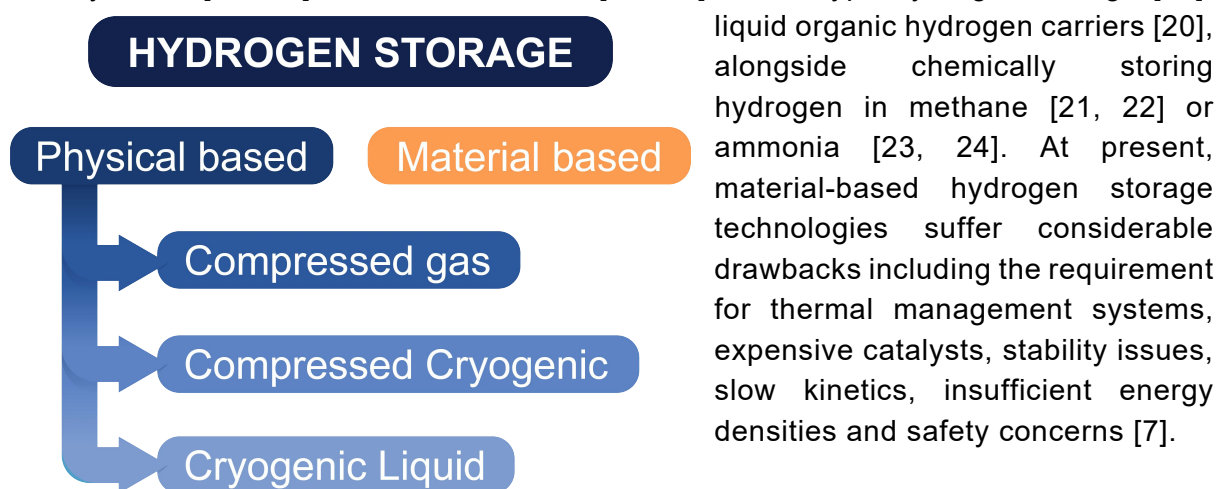 HYDROGEN STORAGE
Physical based
Material based
Compressed gas
Compressed Cryogenic
Cryogenic Liquid
liquid organic hydrogen carriers [20],
alongside chemically storing
hydrogen in methane [21, 22] or
ammonia [23, 24]. At present,
material-based hydrogen storage
technologies suffer considerable
drawbacks including the requirement
for thermal management systems,
expensive catalysts, stability issues,
slow kinetics, insufficient energy
densities and safety concerns [7].